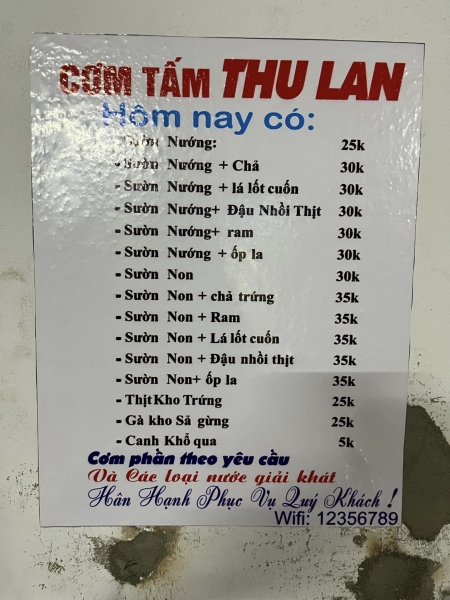 CƠM TẤM THU LAN
Hôm nay có:
Sườn Nướng: 25k
- Sườn Nướng + Chả 30k
- Sườn Nướng + lá lốt cuốn 30k
- Sườn Nướng+ Đậu Nhồi Thịt 30k
- Sườn Nướng+ ram 30k
- Sườn Nướng + ốp la 30k
- Sườn Non 30k
- Sườn Non + chả trứng 35k
- Sườn Non + Ram 35k
- Sườn Non + Lá lốt cuốn 35k
- Sườn Non + Đậu nhồi thịt 35k
- Sườn Non+ ốp la 35k
- Thịt Kho Trứng 25k
- Gà kho Sả gừng 25k
- Canh Khổ qua 5k
Cơm phần theo yêu cầu
Và Các loại nước giải khát
Hân Hạnh Phục Vụ Quý Khách !
Wifi: 12356789